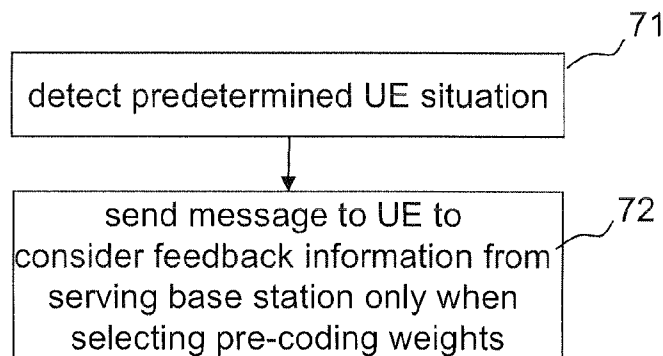 71
detect predetermined UE situation
72
send message to UE to
consider feedback information from
serving base station only when
selecting pre-coding weights